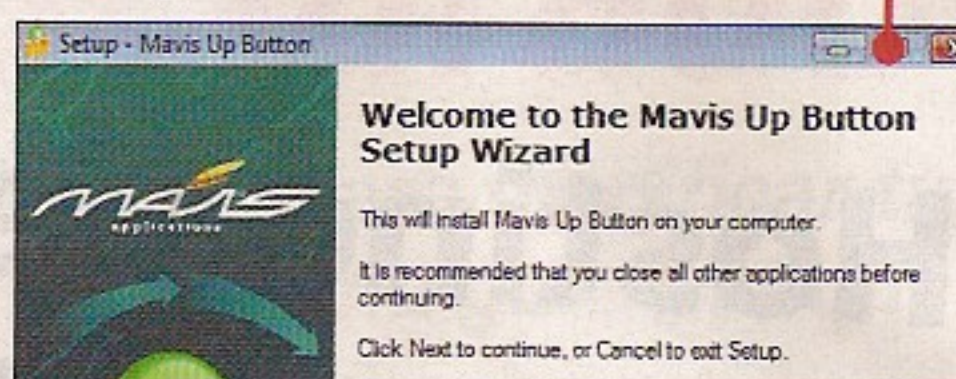 Setup - Mavis Up Button
Welcome to the Mavis Up Button
Setup Wizard
MAVIS
applications
This will install Mavis Up Button on your computer.
It is recommended that you close all other applications before
continuing.
Click Next to continue, or Cancel to exit Setup.